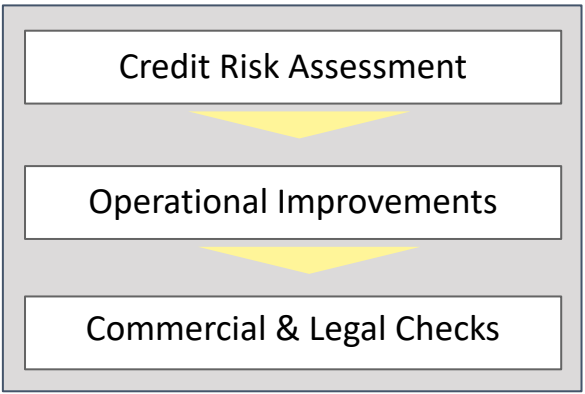 Credit Risk Assessment
Operational Improvements
Commercial & Legal Checks